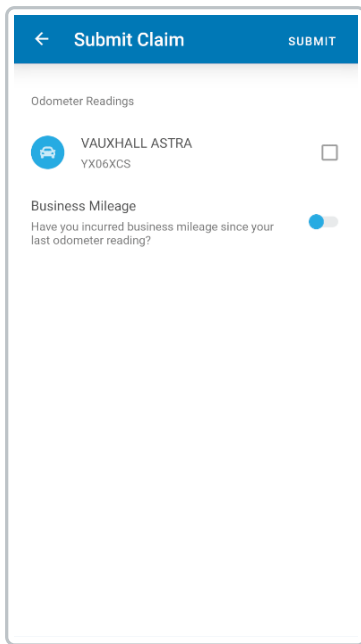 Submit Claim
SUBMIT
Odometer Readings
VAUXHALL ASTRA
YX06XCS
Business Mileage
Have you incurred business mileage since your
last odometer reading?